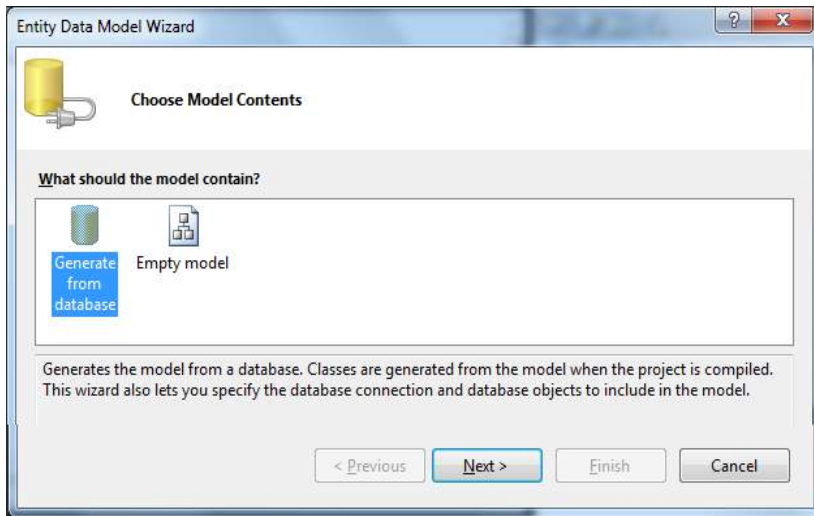 Entity Data Model Wizard
Choose Model Contents
What should the model contain?
Generate
from
database
Empty model
Generates the model from a database. Classes are generated from the model when the project is compiled.
This wizard also lets you specify the database connection and database objects to include in the model.
< Previous
Next >
Finish
Cancel